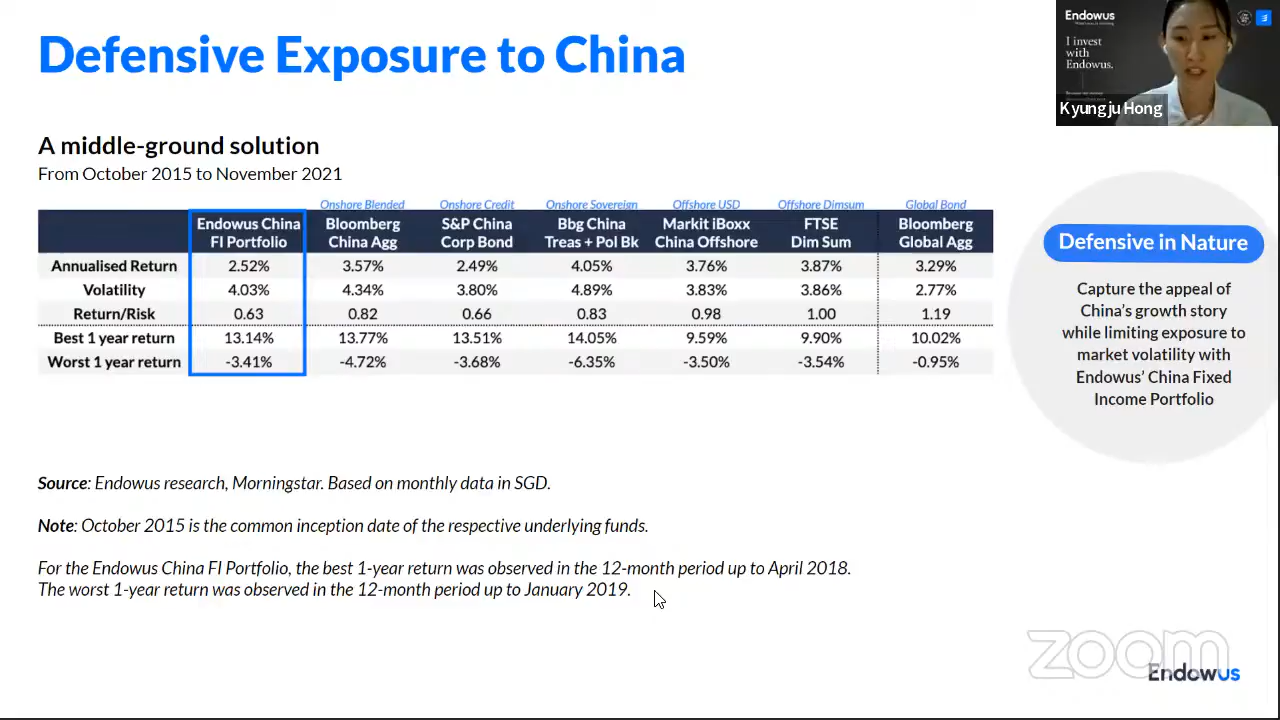 Defensive Exposure to China
Endowus
I invest
with
Endowus.
Kyungju Hong
A middle-ground solution
From October 2015 to November 2021
Onshore Blended Onshore Credit Onshore Sovereign Offshore USD Offshore Dimsum Global Bond
Endowus China Bloomberg S&P China Bbg China Markit iBoxx FTSE Bloomberg
FI Portfolio China Agg Corp Bond Treas + Pol Bk China Offshore Dim Sum Global Agg
Annualised Return 2.52% 3.57% 2.49% 4.05% 3.76% 3.87% 3.29%
Volatility 4.03% 4.34% 3.80% 4.89% 3.83% 3.86% 2.77%
Return/Risk 0.63 0.82 0.66 0.83 0.98 1.00 1.19
Best 1 year return 13.14% 13.77% 13.51% 14.05% 9.59% 9.90% 10.02%
Worst 1 year return -3.41% -4.72% -3.68% -6.35% -3.50% -3.54% -0.95%
Defensive in Nature
Capture the appeal of
China's growth story
while limiting exposure to
market volatility with
Endowus' China Fixed
Income Portfolio
Source: Endowus research, Morningstar. Based on monthly data in SGD.
Note: October 2015 is the common inception date of the respective underlying funds.
For the Endowus China FI Portfolio, the best 1-year return was observed in the 12-month period up to April 2018.
The worst 1-year return was observed in the 12-month period up to January 2019.
zoom
Endowus